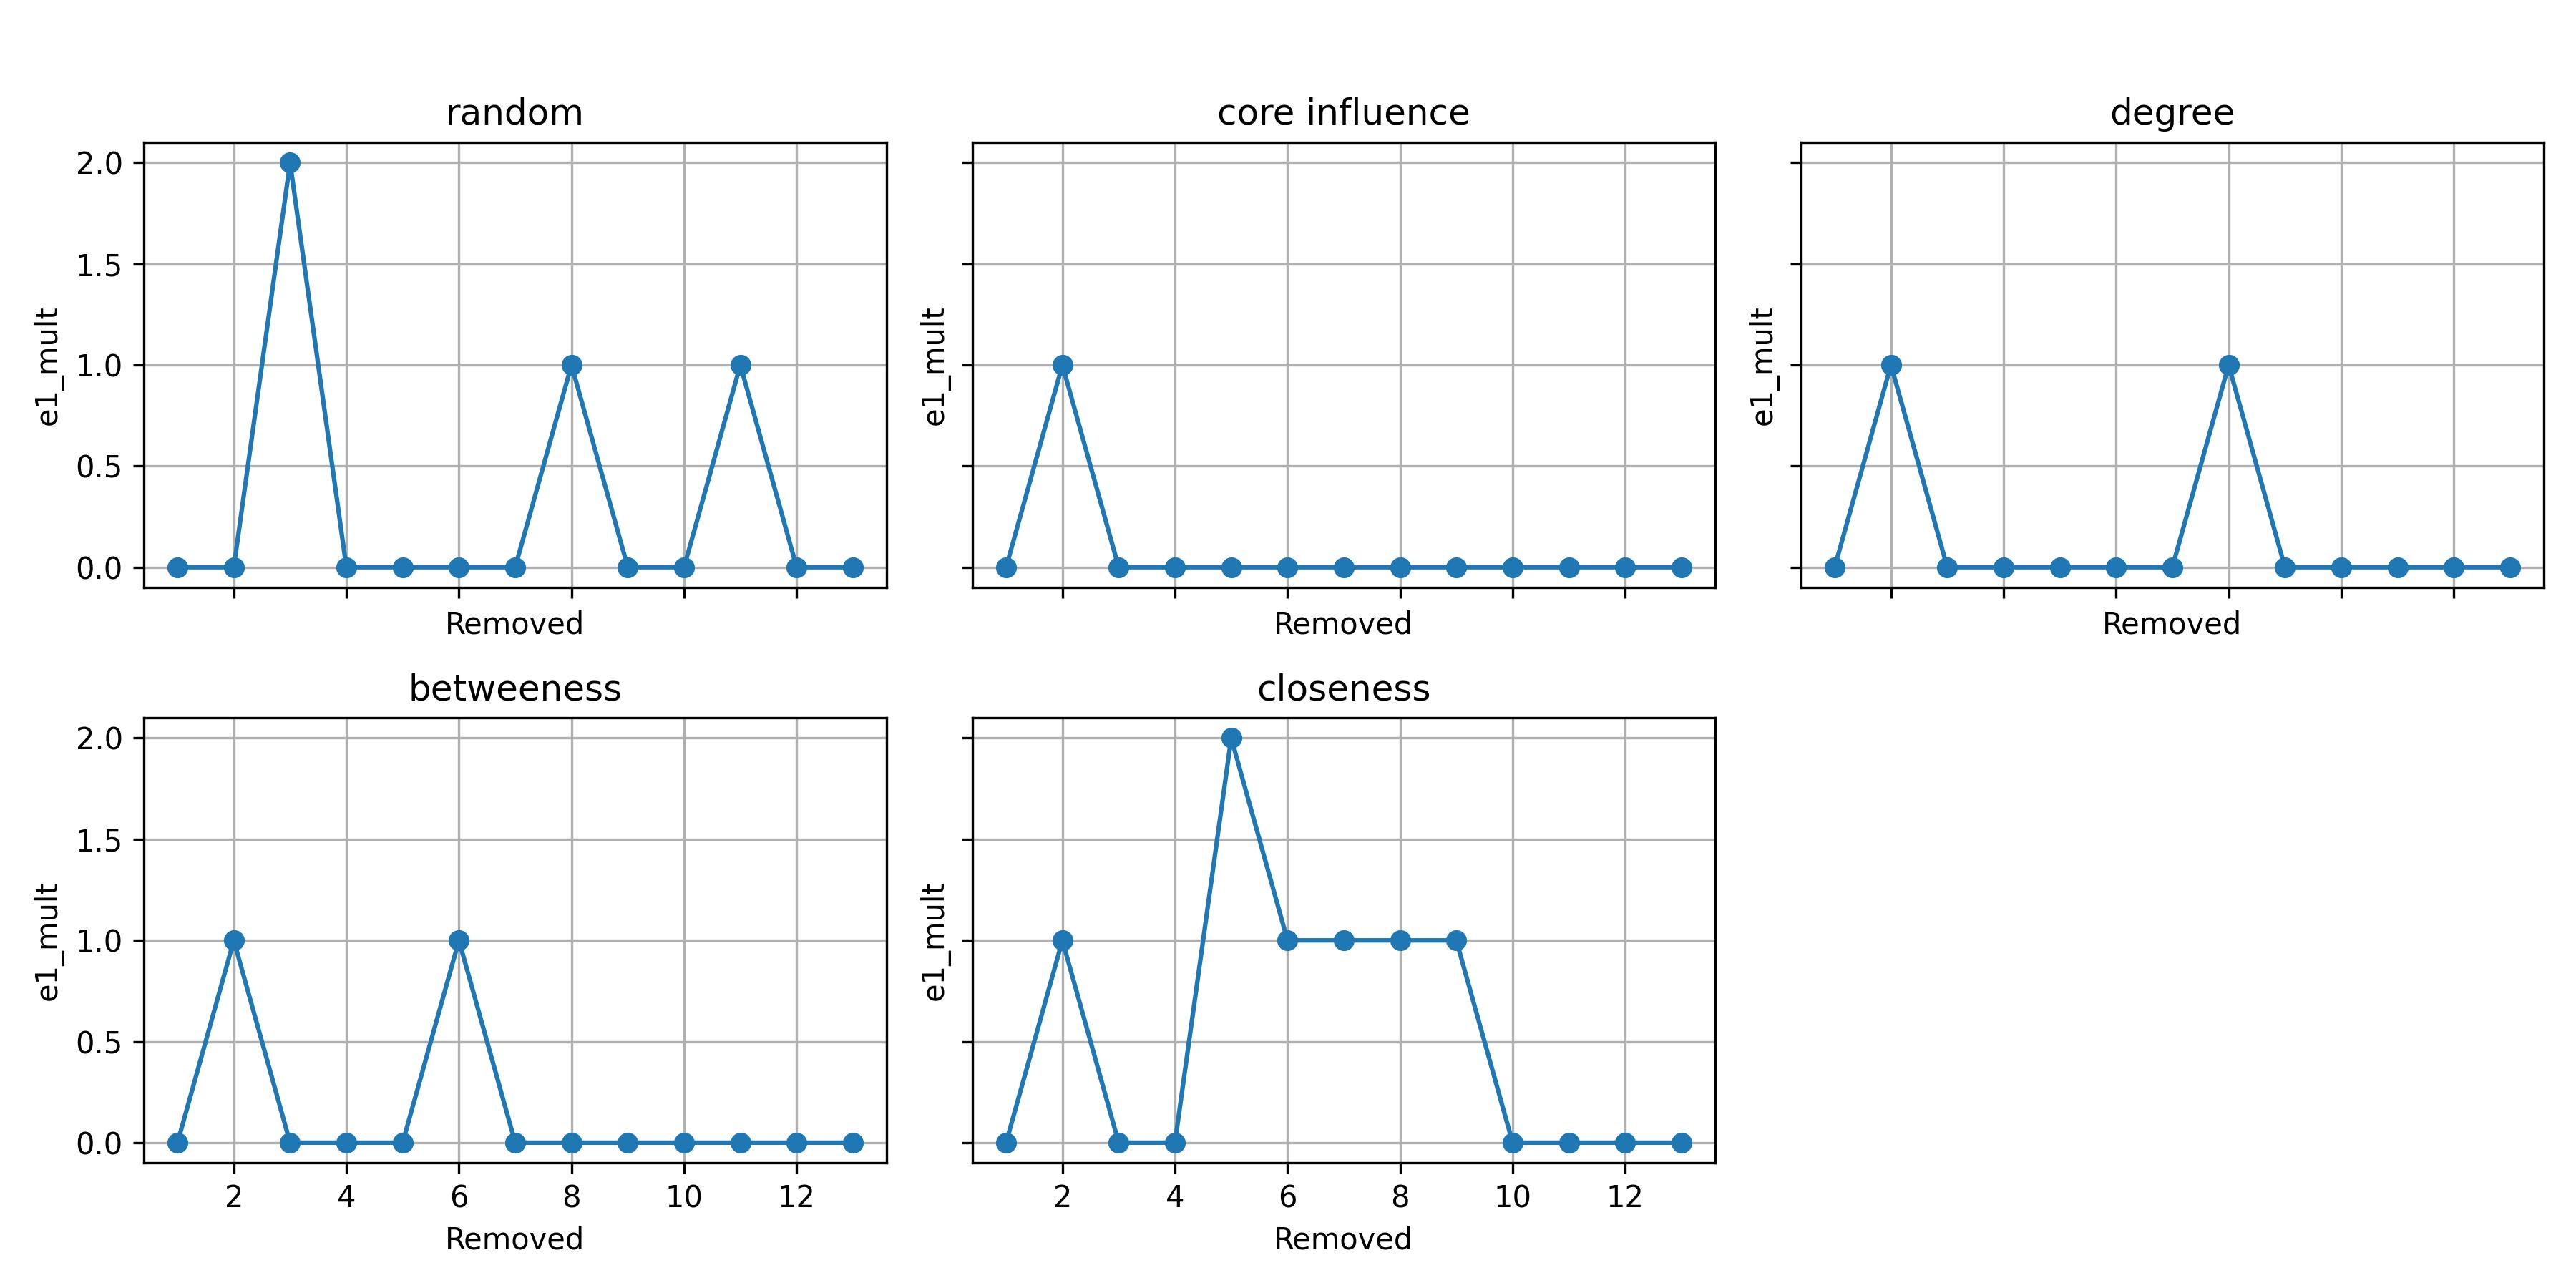 random
core influence
degree
2.0
1.5
1.0
0.5
0.0
e1_mult
e1_mult
e1_mult
Removed
Removed
Removed
betweeness
closeness
2.0
1.5
1.0
0.5
0.0
e1_mult
e1_mult
2 4 6 8 10 12
2 4 6 8 10 12
Removed
Removed